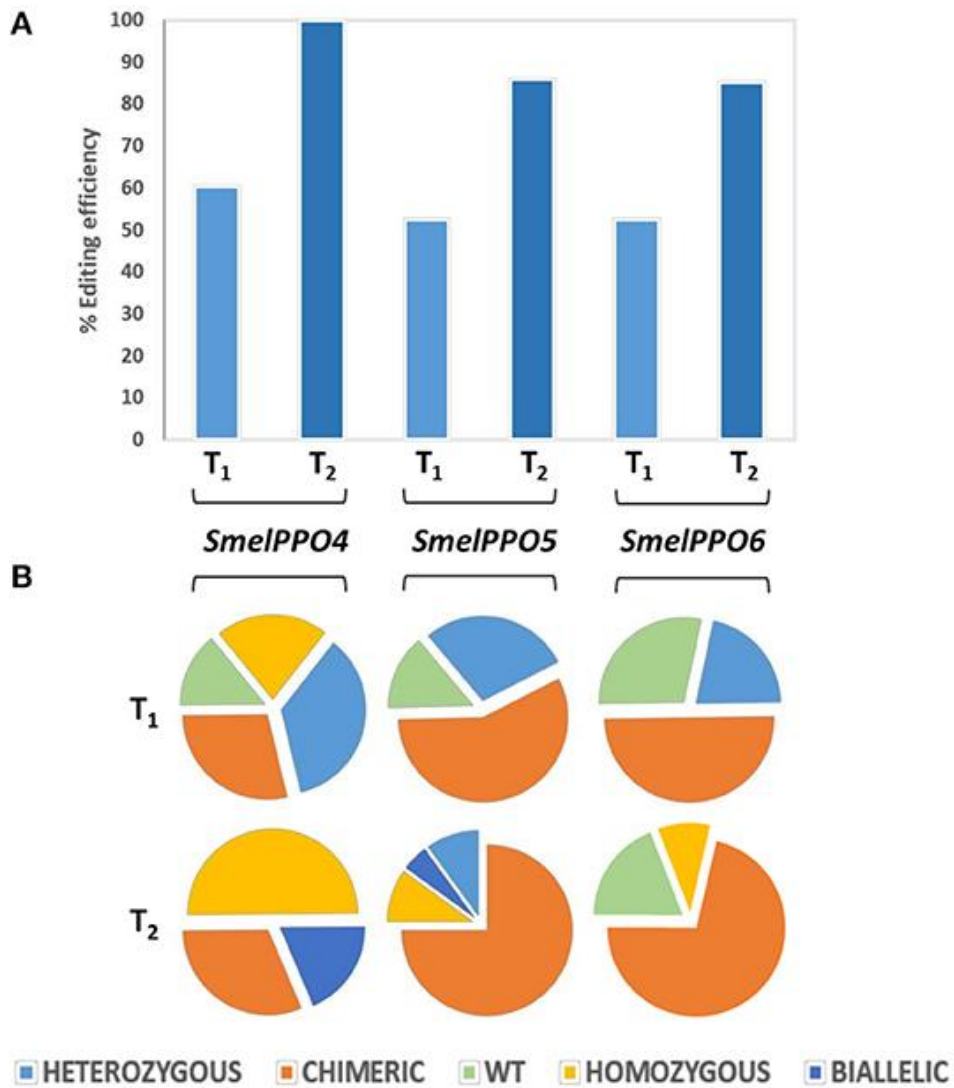 A
100
90
80
70
60
50
40
30
20
10
0
% Editing efficiency
T1 T2 T1 T2 T1 T2
SmelPPO4 SmelPPO5 SmelPPO6
B
T1
T2
HETEROZYGOUS CHIMERIC WT HOMOZYGOUS BIALLELIC